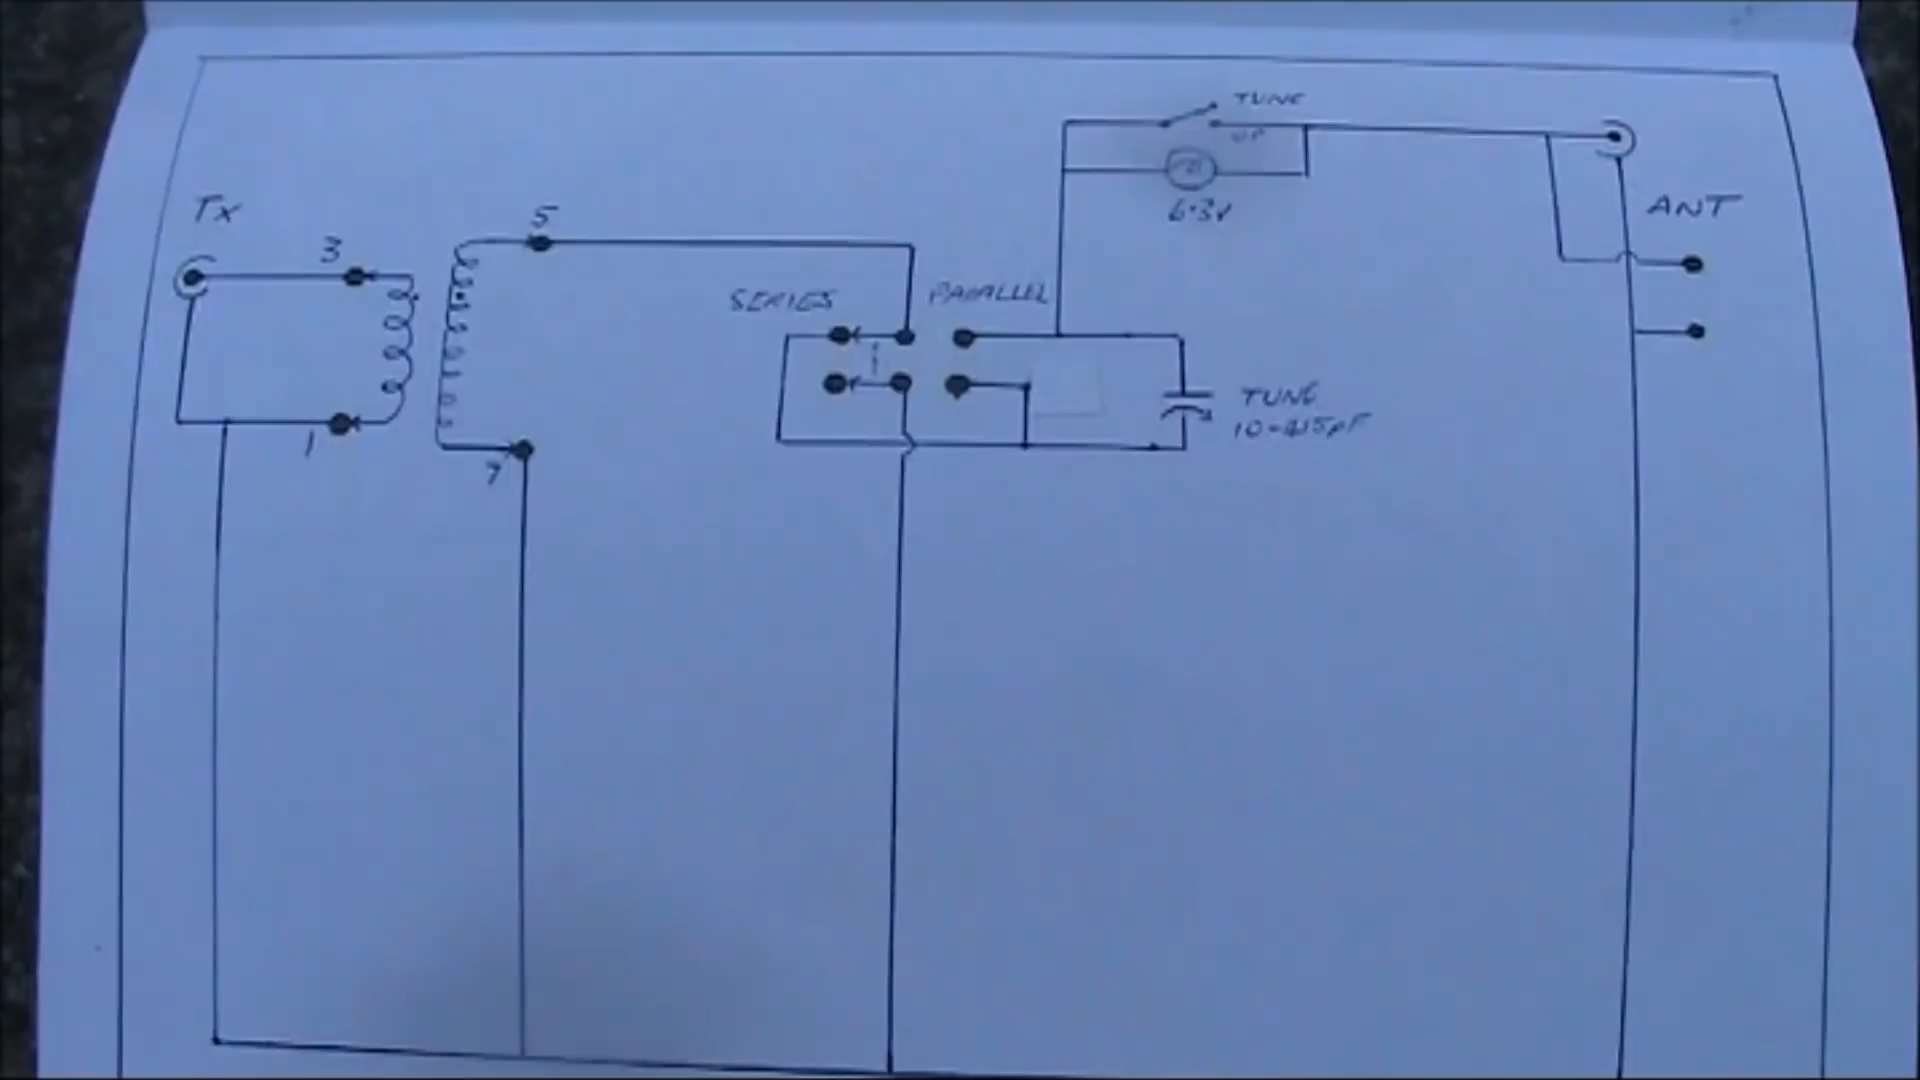 TUNE
UP
6.3V
TX
ANT
5
3
SERIES
PARALLEL
TUNE
10-415pF
1
7